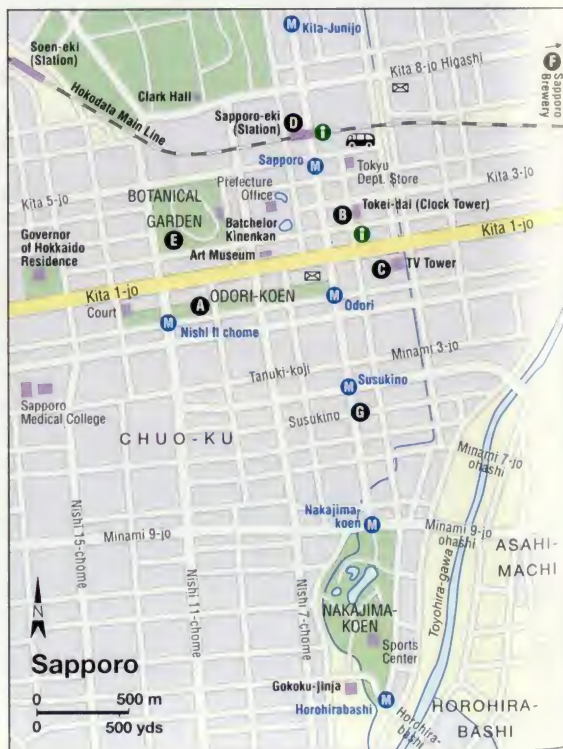 M Kita-Junijo
Soen-eki
(Station)
Kita 8-jo Higashi
F
Sapporo
Brewery
Clark Hall
Hokodata Main Line
Sapporo-eki
(Station)
D
i
Sapporo M
Tokyu
Dept. Store
Kita 5-jo
Kita 3-jo
BOTANICAL
GARDEN
Prefecture
Office
B
Tokei-dai (Clock Tower)
Governor
of Hokkaido
Residence
E
Batchelor
Kinenkan
i
Kita 1-jo
Art Museum
C
TV Tower
Kita 1-jo
A
ODORI-KOEN
Court
M
Odori
M
Nishi II chome
Minami 3-jo
Tanuki-koji
M Susukino
Sapporo
Medical College
Susukino
G
CHUO-KU
Minami 7-jo
ohashi
Nakajima-
koen
M
Minami 9-jo
Minami 9-jo
ohashi
Nishi 15-chome
Nishi 11-chome
Nishi 7-chome
Toyohira-gawa
ASAHI-
MACHI
N
NAKAJIMA-
KOEN
Sports
Center
Sapporo
Gokoku-Jinja
0 500 m
0 500 yds
Horohirabashi
M
Horohira-
bashi
HOROHIRA-
BASHI